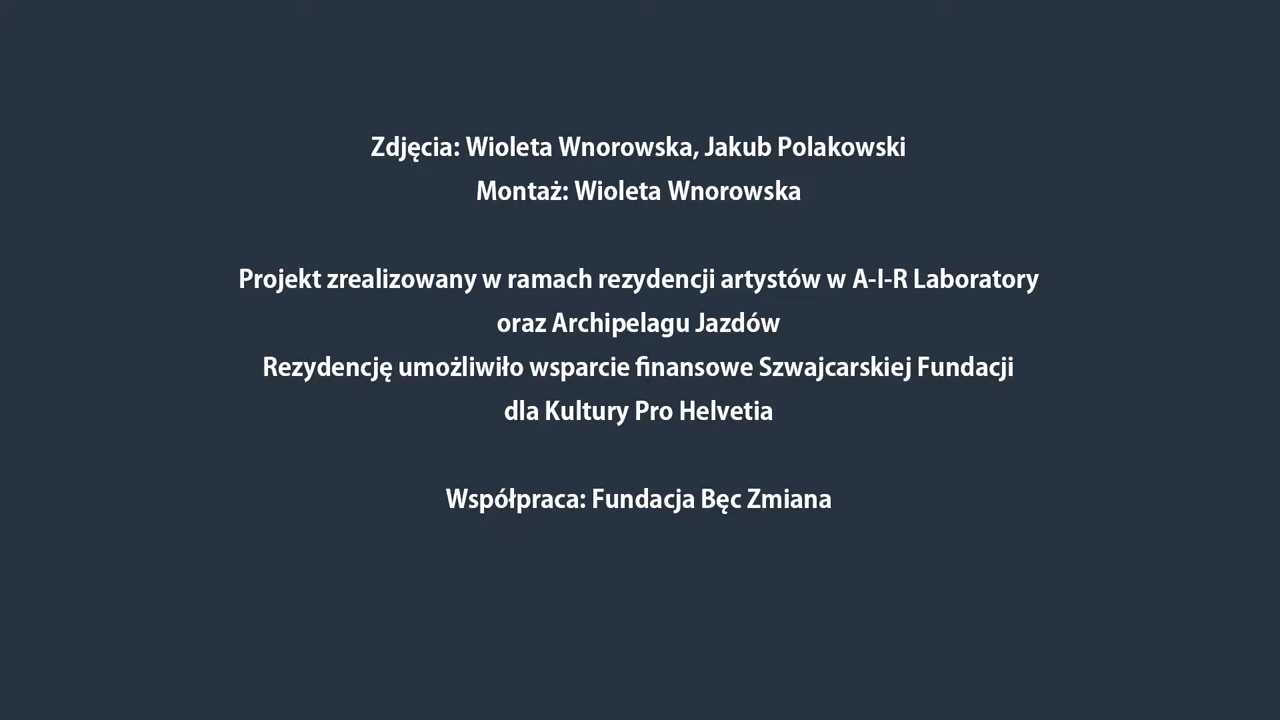 Zdjęcia: Wioleta Wnorowska, Jakub Polakowski
Montaż: Wioleta Wnorowska
Projekt zrealizowany w ramach rezydencji artystów w A-I-R Laboratory
oraz Archipelagu Jazdów
Rezydencję umożliwiło wsparcie finansowe Szwajcarskiej Fundacji
dla Kultury Pro Helvetia
Współpraca: Fundacja Bęc Zmiana